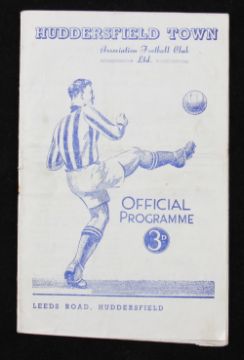 HUDDERSFIELD TOWN
Association Football Club
Ltd.
OFFICIAL
PROGRAMME
3D
LEEDS ROAD, HUDDERSFIELD